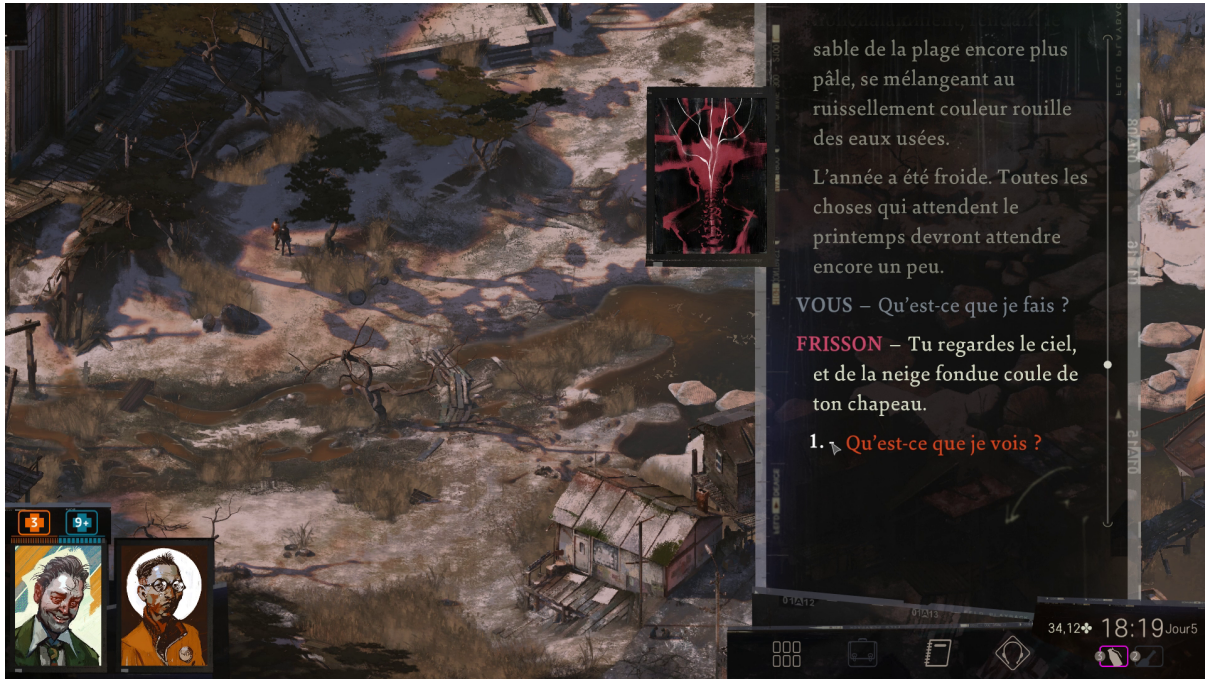 sable de la plage encore plus
pâle, se mélangeant au
ruissellement couleur rouille
des eaux usées.
L'année a été froide. Toutes les
choses qui attendent le
printemps devront attendre
encore un peu.
VOUS – Qu'est-ce que je fais ?
FRISSON – Tu regardes le ciel,
et de la neige fondue coule de
ton chapeau.
1. – Qu'est-ce que je vois ?
3
9+
34,12
18:19 Jour5
5
2